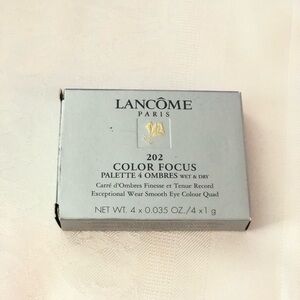 LANCÔME
PARIS
202
COLOR FOCUS
PALETTE 4 OMBRES WET & DRY
Carré d'Ombres Finesse et Tenue Record
Exceptional Wear Smooth Eye Colour Quad
NET WT. 4 x 0.035 OZ./4 x 1 g